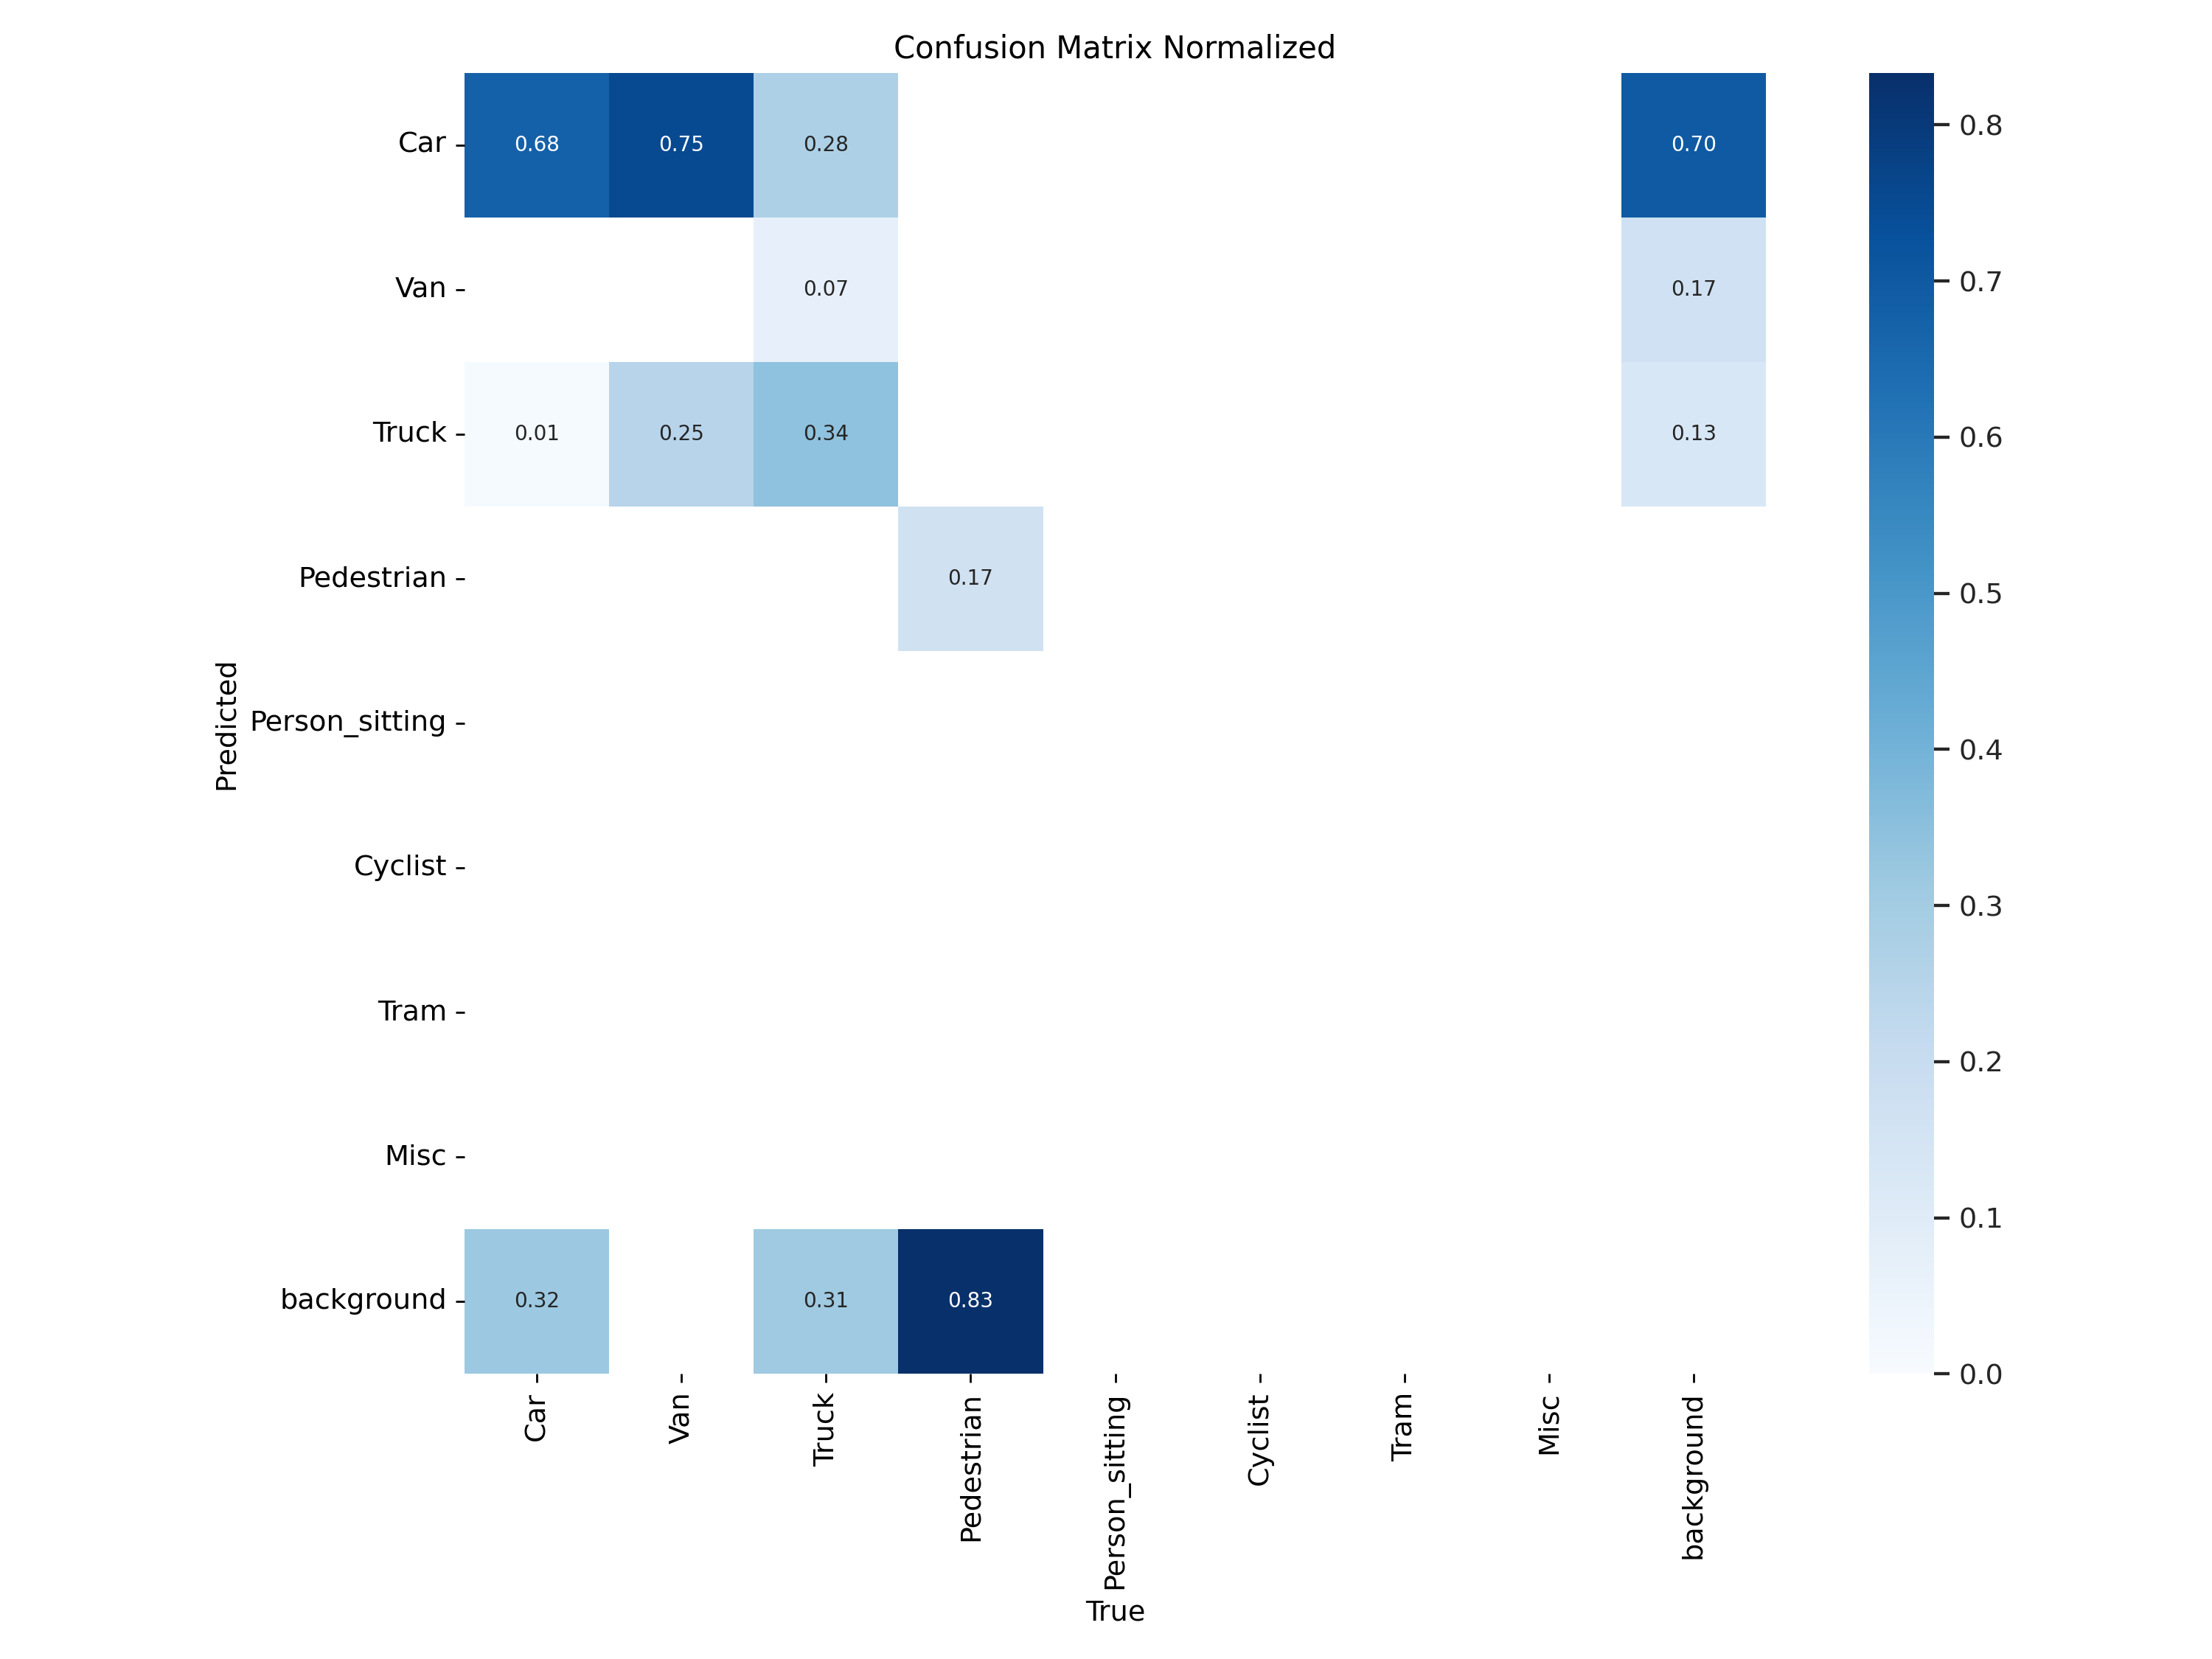 Confusion Matrix Normalized
Car
0.68
0.75
0.28
0.70
Van
0.07
0.17
Truck
0.01
0.25
0.34
0.13
Pedestrian
0.17
Person_sitting
Cyclist
Tram
Misc
background
0.32
0.31
0.83
Predicted
Car
Van
Truck
Pedestrian
Person_sitting
Cyclist
Tram
Misc
background
True
0.8
0.7
0.6
0.5
0.4
0.3
0.2
0.1
0.0